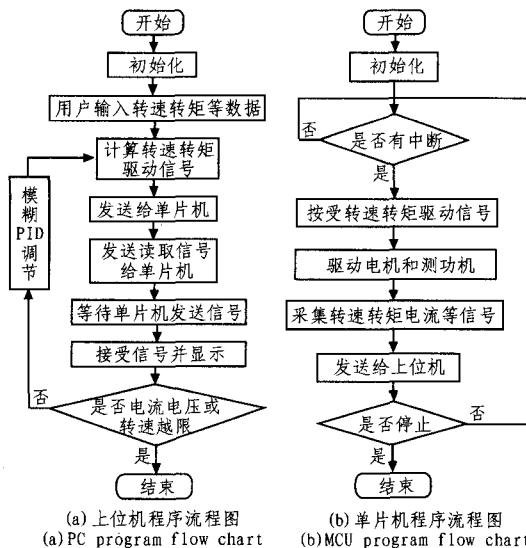 开始
初始化
用户输入转速转矩等数据
计算转速转矩
驱动信号
发送给单片机
发送读取信号
给单片机
等待单片机发送信号
接受信号并显示
是否电流电压或
转速越限
否
是
结束
模糊
PID
调节
(a)上位机程序流程图
(a)PC program flow chart
开始
初始化
是否有中断
否
是
按受转速转矩驱动信号
驱动电机和测功机
采集转速转矩电流等信号
发送给上位机
是否停止
否
是
结束
(b)单片机程序流程图
(b)MCU program flow chart